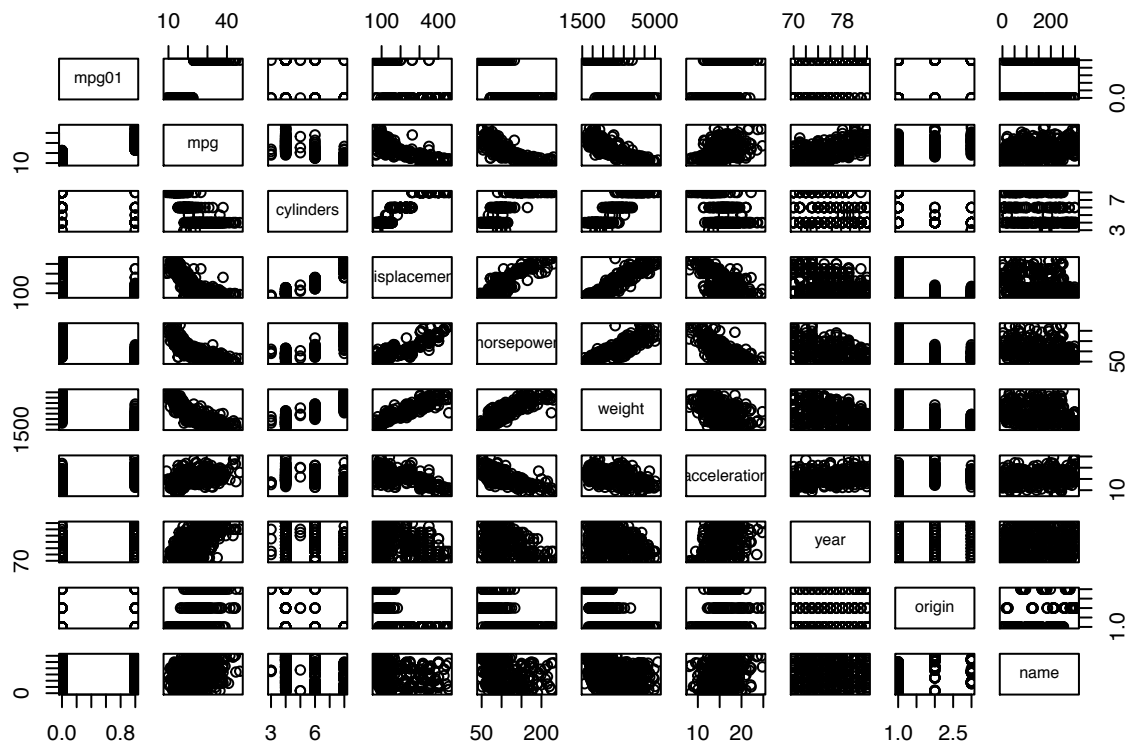 10 40 100 400 1500 5000 70 78 0 200
mpg01 0.0
10 mpg
cylinders 3 7
100 isplacemen
horsepower 50
1500 weight
acceleration 10
70 year
origin 1.0
0 name
0.0 0.8 3 6 50 200 10 20 1.0 2.5